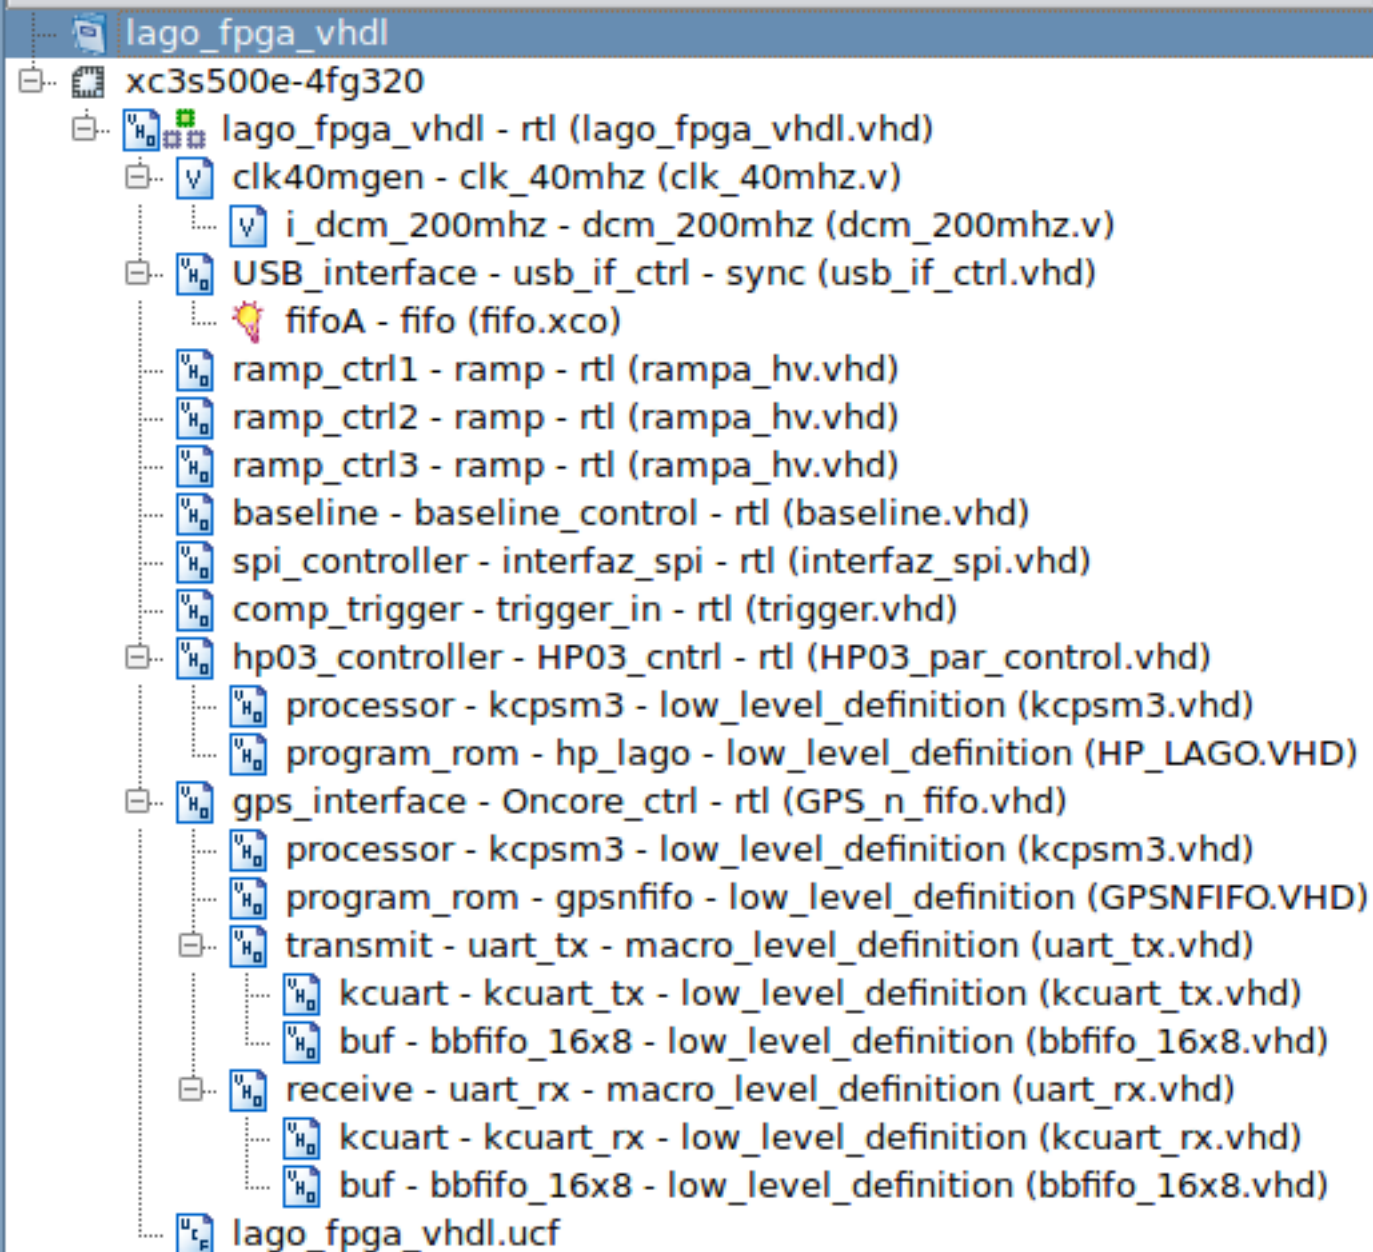 lago_fpga_vhdl
xc3s500e-4fg320
lago_fpga_vhdl - rtl (lago_fpga_vhdl.vhd)
clk40mgen - clk_40mhz (clk_40mhz.v)
i_dcm_200mhz - dcm_200mhz (dcm_200mhz.v)
USB_interface - usb_if_ctrl - sync (usb_if_ctrl.vhd)
fifoA - fifo (fifo.xco)
ramp_ctrl1 - ramp - rtl (rampa_hv.vhd)
ramp_ctrl2 - ramp - rtl (rampa_hv.vhd)
ramp_ctrl3 - ramp - rtl (rampa_hv.vhd)
baseline - baseline_control - rtl (baseline.vhd)
spi_controller - interfaz_spi - rtl (interfaz_spi.vhd)
comp_trigger - trigger_in - rtl (trigger.vhd)
hp03_controller - HP03_cntrl - rtl (HP03_par_control.vhd)
processor - kcpsm3 - low_level_definition (kcpsm3.vhd)
program_rom - hp_lago - low_level_definition (HP_LAGO.VHD)
gps_interface - Oncore_ctrl - rtl (GPS_n_fifo.vhd)
processor - kcpsm3 - low_level_definition (kcpsm3.vhd)
program_rom - gpsnfifo - low_level_definition (GPSNFIFO.VHD)
transmit - uart_tx - macro_level_definition (uart_tx.vhd)
kcuart - kcuart_tx - low_level_definition (kcuart_tx.vhd)
buf - bbfifo_16x8 - low_level_definition (bbfifo_16x8.vhd)
receive - uart_rx - macro_level_definition (uart_rx.vhd)
kcuart - kcuart_rx - low_level_definition (kcuart_rx.vhd)
buf - bbfifo_16x8 - low_level_definition (bbfifo_16x8.vhd)
lago_fpga_vhdl.ucf